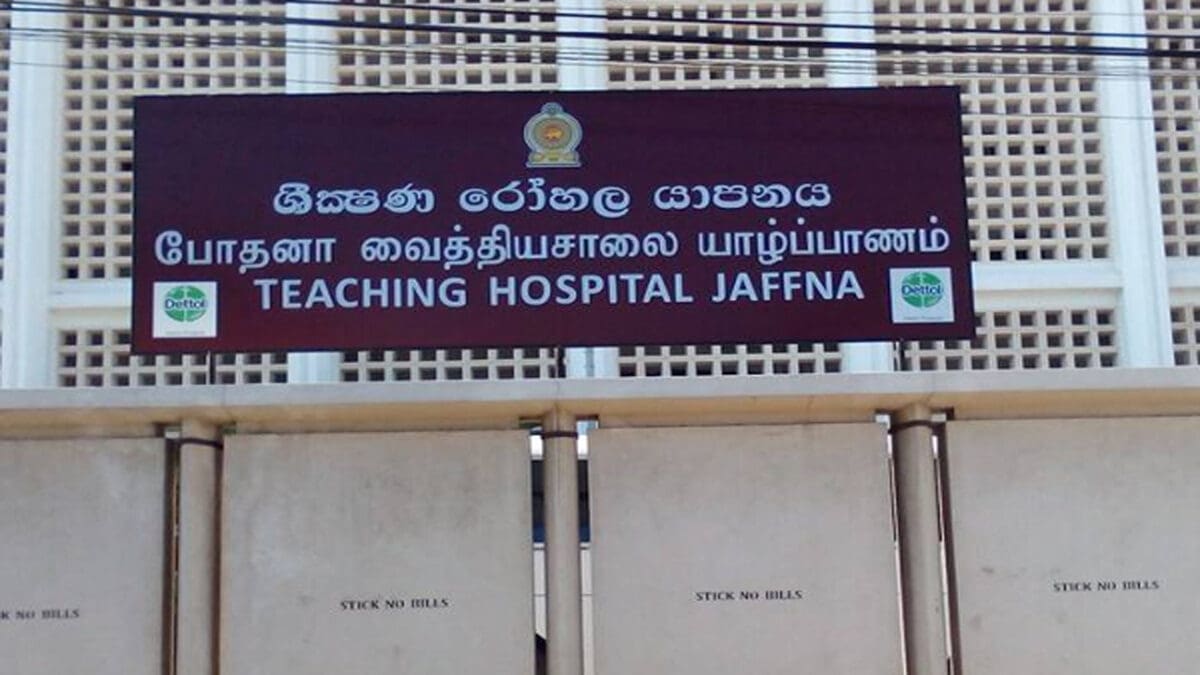 ශික්ෂණ රෝහල යාපනය
போதனா வைத்தியசாலை யாழ்ப்பாணம்
TEACHING HOSPITAL JAFFNA
Dettol
Dettol
K NO BILLS
STICK NO BILLS
STICK NO BILLS
STICK NO BILLS